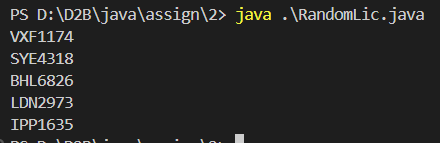 PS D:\D2B\java\assign\2> java .\RandomLic.java
VXF1174
SYE4318
BHL6826
LDN2973
IPP1635